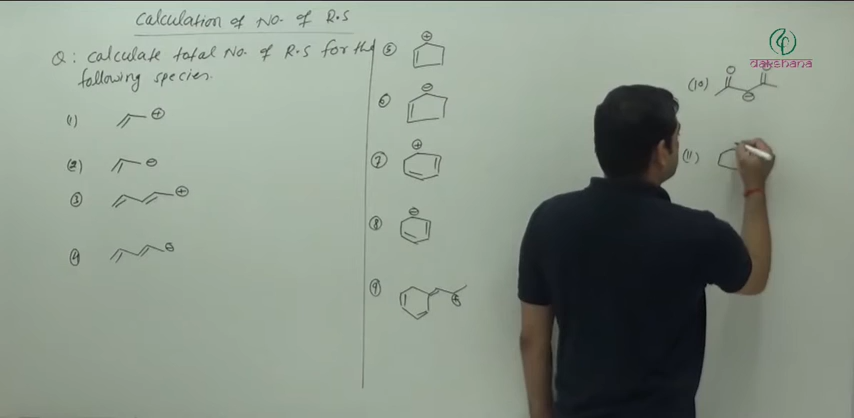 Calculation of No. of R.S
Q: calculate total No. of R.S for the
following species.
(1) ⊕
(2) ⊖
③ ⊕
④ ⊖
⑤ ⊕
⑥ ⊖
⑦ ⊕
⑧ ⊖
⑨ ⊕
(10) O O ⊖
(11)
dakshana